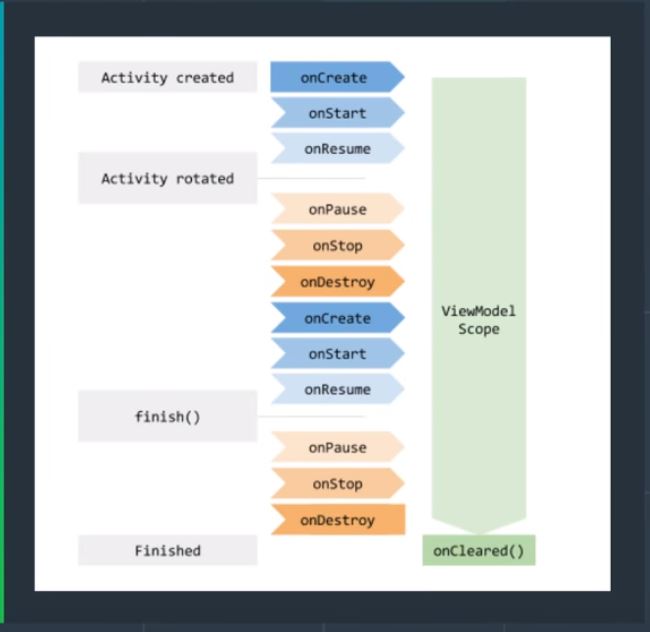 Activity created
onCreate
onStart
onResume
Activity rotated
onPause
onStop
onDestroy
onCreate
onStart
onResume
ViewModel
Scope
finish()
onPause
onStop
onDestroy
Finished
onCleared()